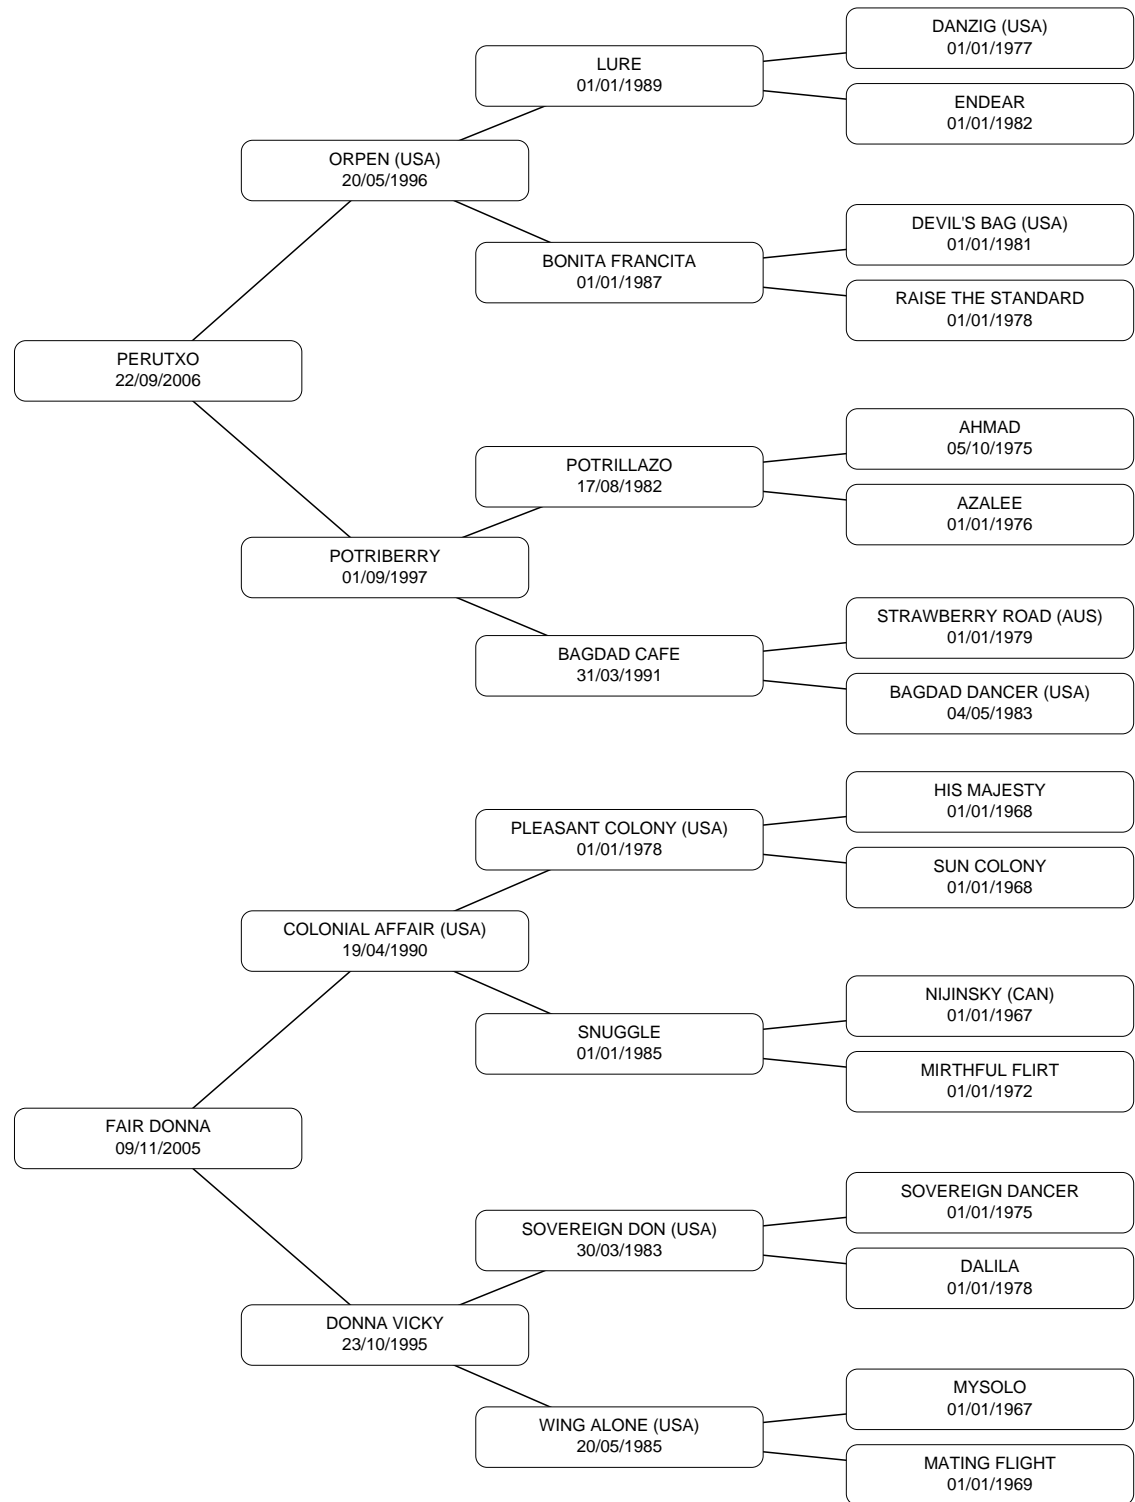 DANZIG (USA)
01/01/1977
LURE
01/01/1989
ENDEAR
01/01/1982
ORPEN (USA)
20/05/1996
DEVIL'S BAG (USA)
01/01/1981
BONITA FRANCITA
01/01/1987
RAISE THE STANDARD
01/01/1978
PERUTXO
22/09/2006
AHMAD
05/10/1975
POTRILLAZO
17/08/1982
AZALEE
01/01/1976
POTRIBERRY
01/09/1997
STRAWBERRY ROAD (AUS)
01/01/1979
BAGDAD CAFE
31/03/1991
BAGDAD DANCER (USA)
04/05/1983
HIS MAJESTY
01/01/1968
PLEASANT COLONY (USA)
01/01/1978
SUN COLONY
01/01/1968
COLONIAL AFFAIR (USA)
19/04/1990
NIJINSKY (CAN)
01/01/1967
SNUGGLE
01/01/1985
MIRTHFUL FLIRT
01/01/1972
FAIR DONNA
09/11/2005
SOVEREIGN DANCER
01/01/1975
SOVEREIGN DON (USA)
30/03/1983
DALILA
01/01/1978
DONNA VICKY
23/10/1995
MYSOLO
01/01/1967
WING ALONE (USA)
20/05/1985
MATING FLIGHT
01/01/1969